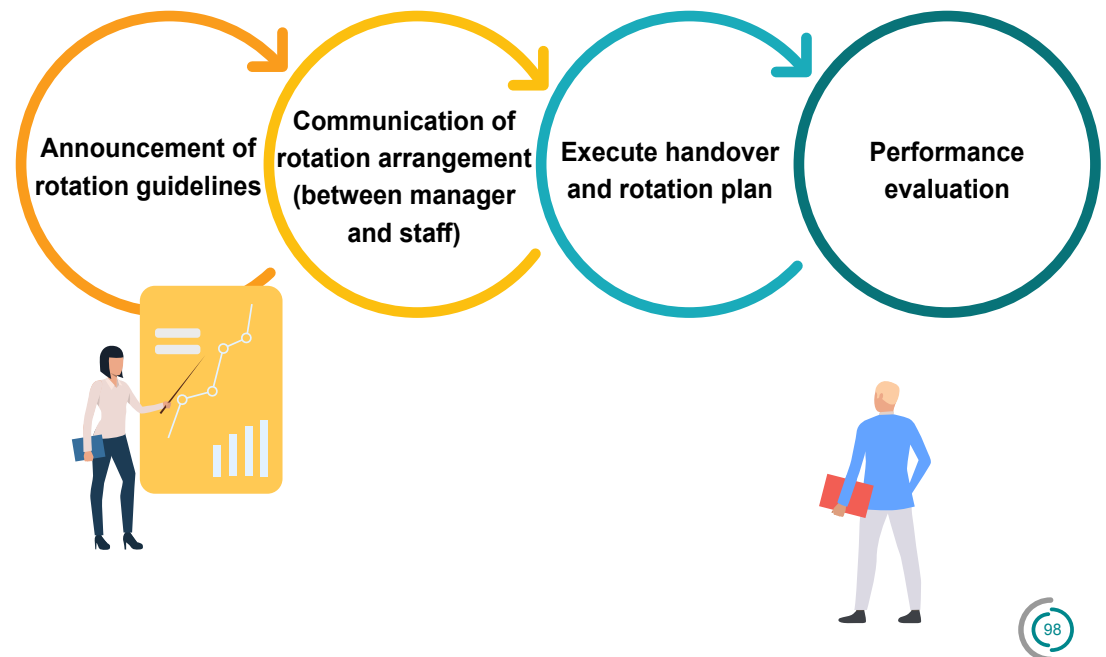 Announcement of
rotation guidelines
Communication of
rotation arrangement
(between manager
and staff)
Execute handover
and rotation plan
Performance
evaluation
98